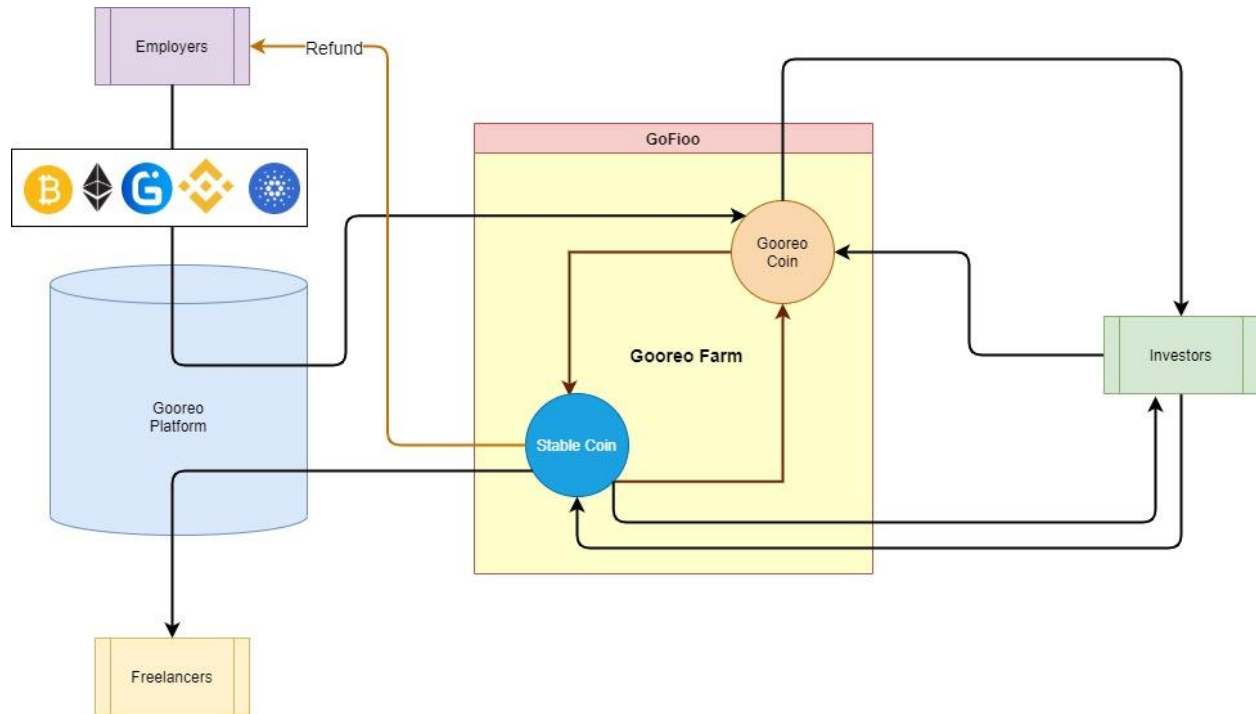 Employers
Refund
GoFioo
Gooreo
Coin
Gooreo Farm
Investors
Gooreo
Platform
Stable Coin
Freelancers